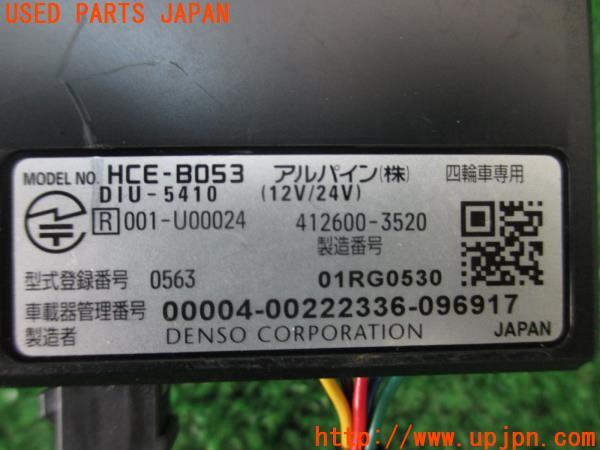 USED PARTS JAPAN
MODEL NO. HCE-B053 アルパイン(株) 四輪車専用
DIU-5410 (12V/24V)
R 001-U00024 412600-3520
製造番号
型式登録番号 0563 01RG0530
車載器管理番号 00004-00222336-096917
製造者 DENSO CORPORATION JAPAN
http://www.upjpn.com/